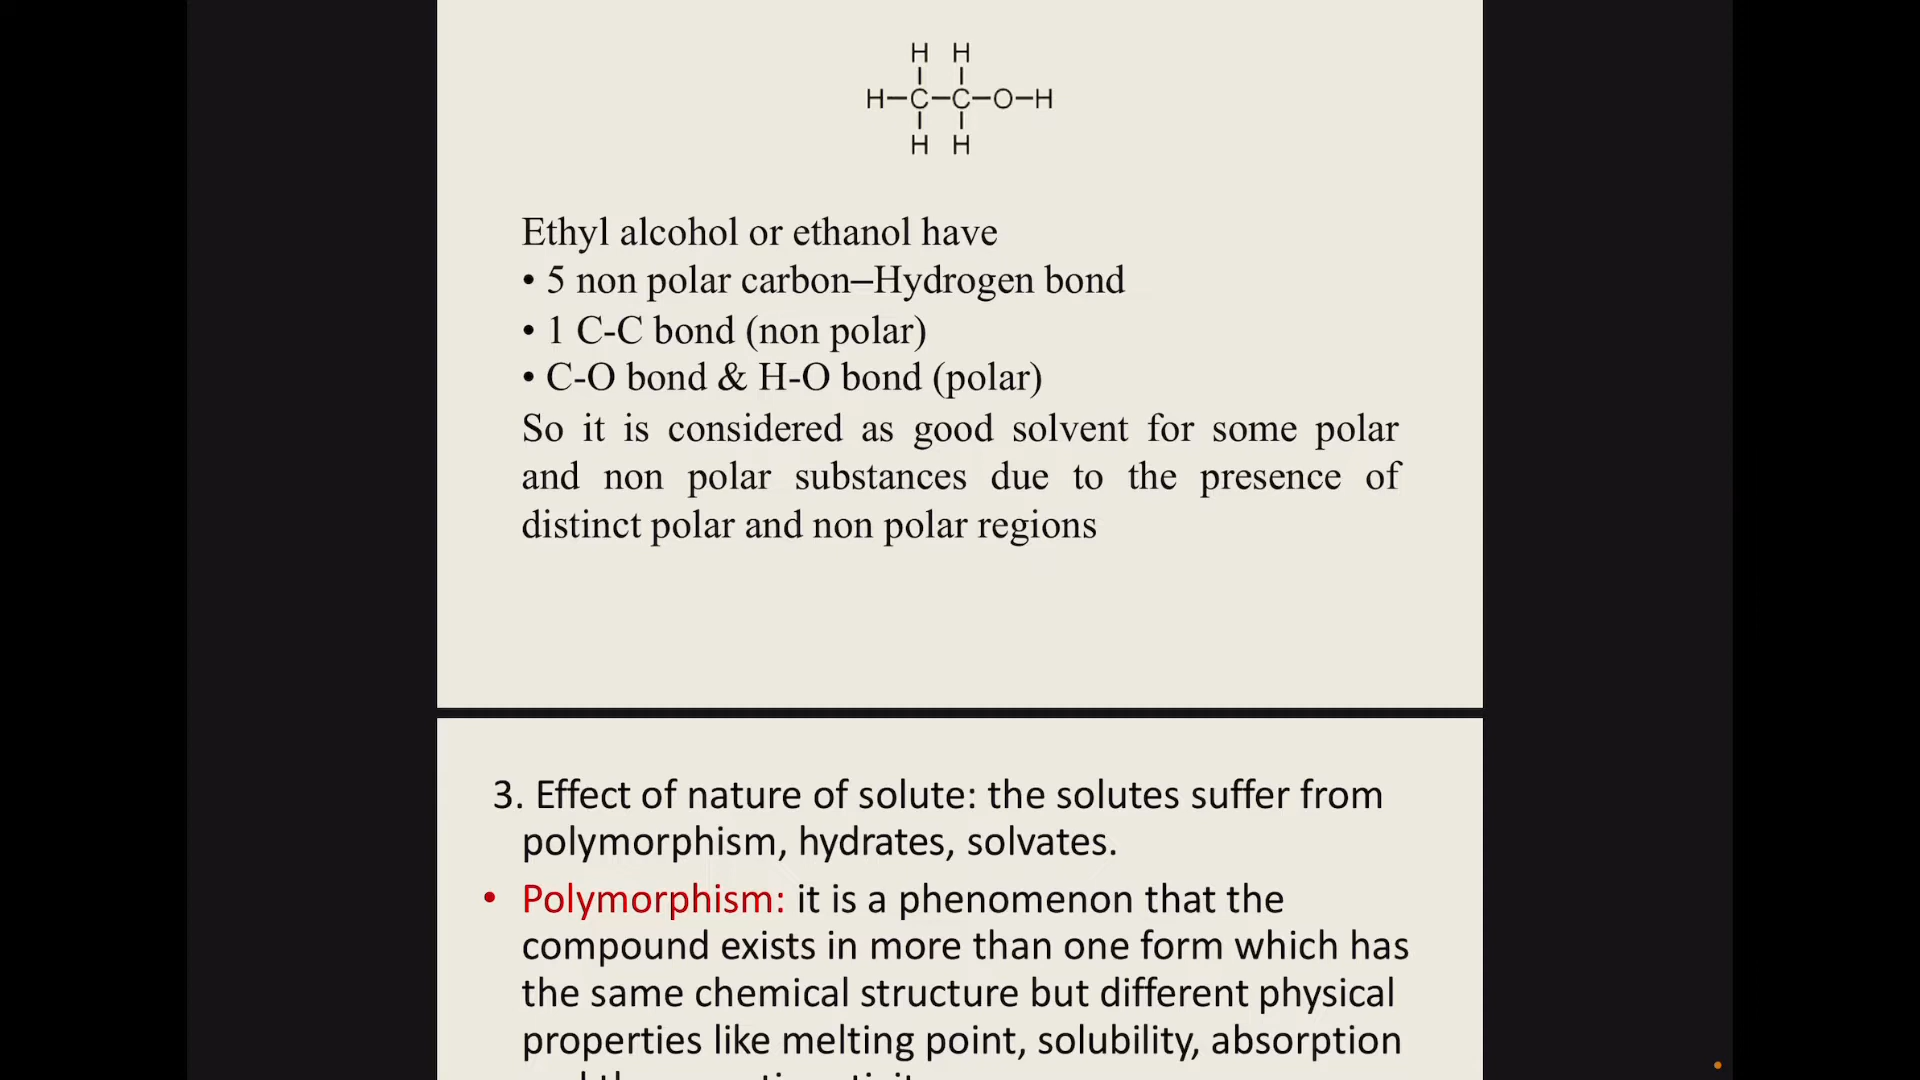 H H
H–C–C–O–H
H H
Ethyl alcohol or ethanol have
• 5 non polar carbon–Hydrogen bond
• 1 C-C bond (non polar)
• C-O bond & H-O bond (polar)
So it is considered as good solvent for some polar
and non polar substances due to the presence of
distinct polar and non polar regions
3. Effect of nature of solute: the solutes suffer from
polymorphism, hydrates, solvates.
• Polymorphism: it is a phenomenon that the
compound exists in more than one form which has
the same chemical structure but different physical
properties like melting point, solubility, absorption